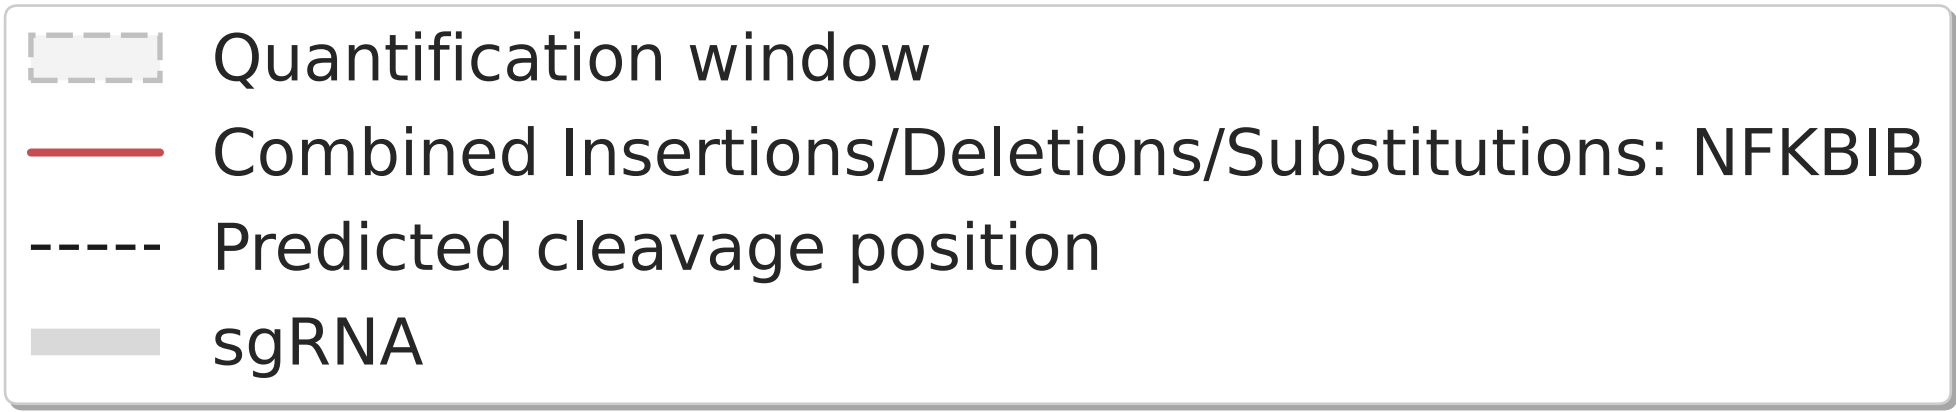 Quantification window
Combined Insertions/Deletions/Substitutions: NFKBIB
Predicted cleavage position
sgRNA